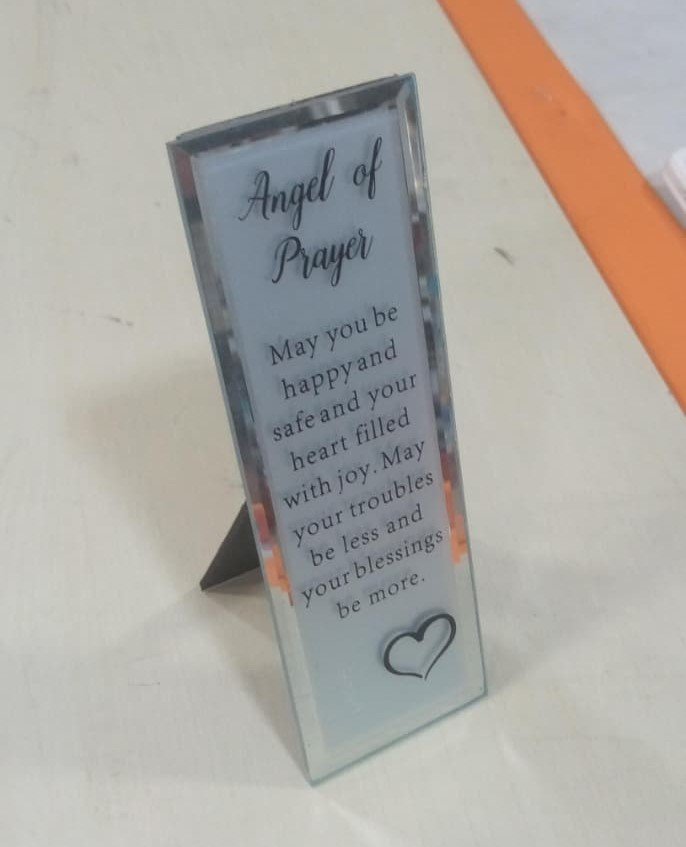 Angel of
Prayer
May you be
happy and
safe and your
heart filled
with joy. May
your troubles
be less and
your blessings
be more.